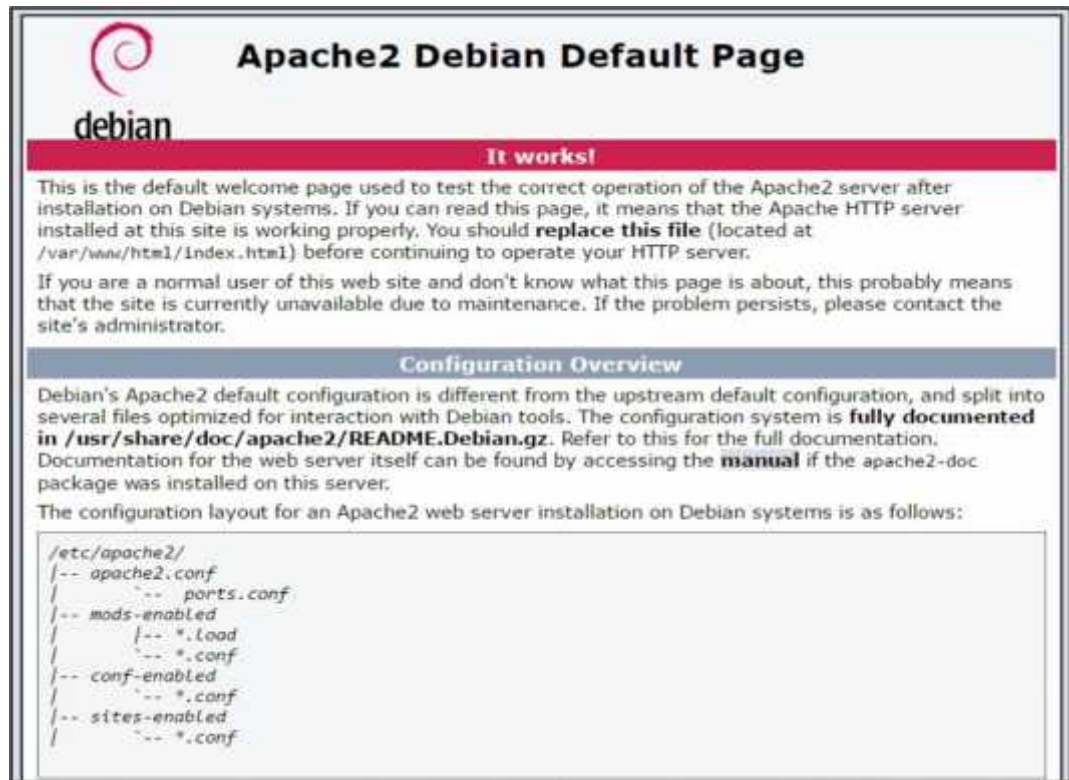 debian
Apache2 Debian Default Page
It works!
This is the default welcome page used to test the correct operation of the Apache2 server after
installation on Debian systems. If you can read this page, it means that the Apache HTTP server
installed at this site is working properly. You should replace this file (located at
/var/www/html/index.html) before continuing to operate your HTTP server.
If you are a normal user of this web site and don't know what this page is about, this probably means
that the site is currently unavailable due to maintenance. If the problem persists, please contact the
site's administrator.
Configuration Overview
Debian's Apache2 default configuration is different from the upstream default configuration, and split into
several files optimized for interaction with Debian tools. The configuration system is fully documented
in /usr/share/doc/apache2/README.Debian.gz. Refer to this for the full documentation.
Documentation for the web server itself can be found by accessing the manual if the apache2-doc
package was installed on this server.
The configuration layout for an Apache2 web server installation on Debian systems is as follows:
/etc/apache2/
|-- apache2.conf
|       `--  ports.conf
|-- mods-enabled
|       |-- *.load
|       `-- *.conf
|-- conf-enabled
|       `-- *.conf
|-- sites-enabled
|       `-- *.conf